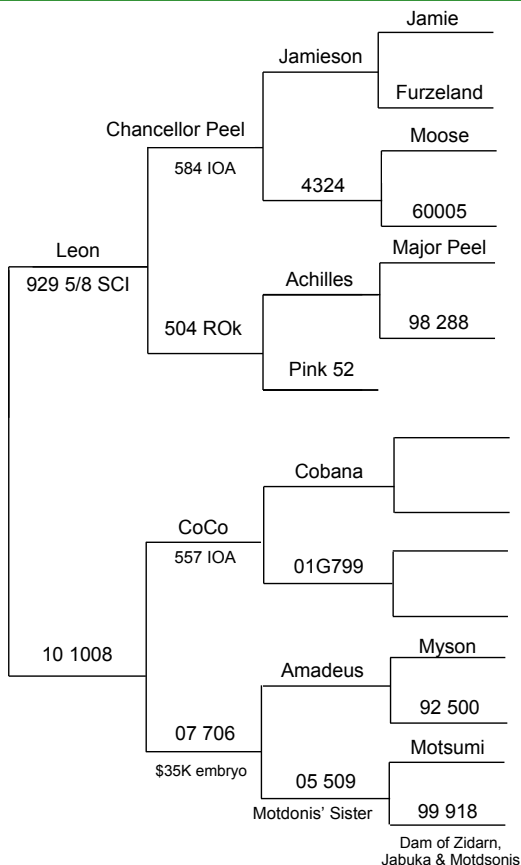 Jamie
Jamieson
Furzeland
Chancellor Peel
584 IOA
Moose
4324
60005
Leon
929 5/8 SCI
Major Peel
Achilles
98 288
504 ROk
Pink 52
Cobana
CoCo
557 IOA
01G799
10 1008
Myson
Amadeus
92 500
07 706
$35K embryo
Motsumi
05 509
Motdonis’ Sister
99 918
Dam of Zidarn,
Jabuka & Motdsonis